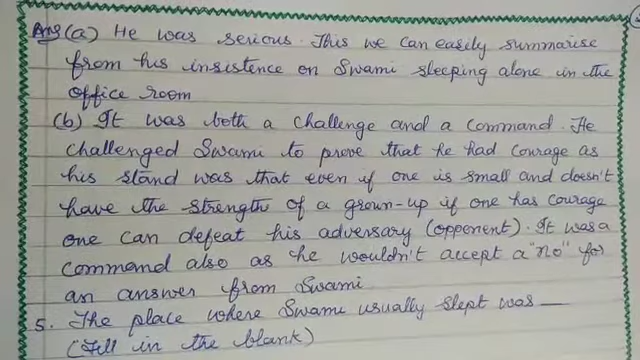 Ans (a) He was serious. This we can easily summarise
from his insistence on Swami sleeping alone in the
office room
(b) It was both a challenge and a command. He
challenged Swami to prove that he had courage as
his stand was that even if one is small and doesn't
have the strength of a grown-up if one has courage
one can defeat his adversary (opponent). It was a
command also as he wouldn't accept a "no" for
an answer from Swami
5. The place where Swami usually slept was —
(Fill in the blank)